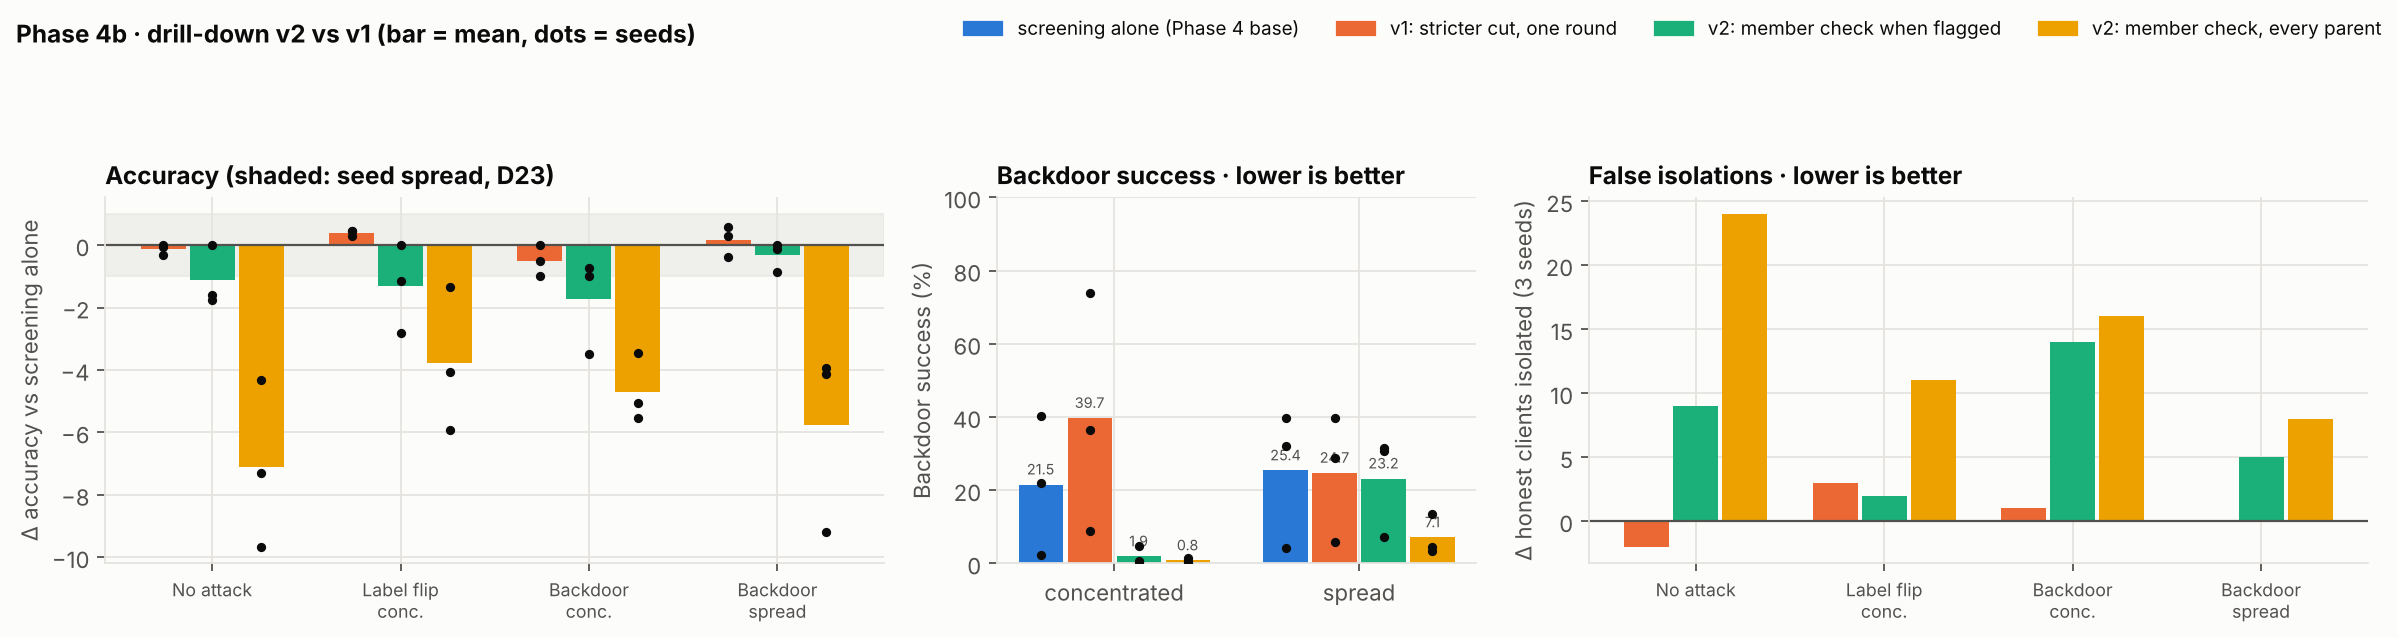 Phase 4b · drill-down v2 vs v1 (bar = mean, dots = seeds)
screening alone (Phase 4 base)
v1: stricter cut, one round
v2: member check when flagged
v2: member check, every parent
Accuracy (shaded: seed spread, D23)
Δ accuracy vs screening alone
0
−2
−4
−6
−8
−10
No attack
Label flip
conc.
Backdoor
conc.
Backdoor
spread
Backdoor success · lower is better
Backdoor success (%)
100
80
60
40
20
0
21.5
39.7
1.9
0.8
25.4
24.7
23.2
7.1
concentrated
spread
False isolations · lower is better
Δ honest clients isolated (3 seeds)
25
20
15
10
5
0
No attack
Label flip
conc.
Backdoor
conc.
Backdoor
spread